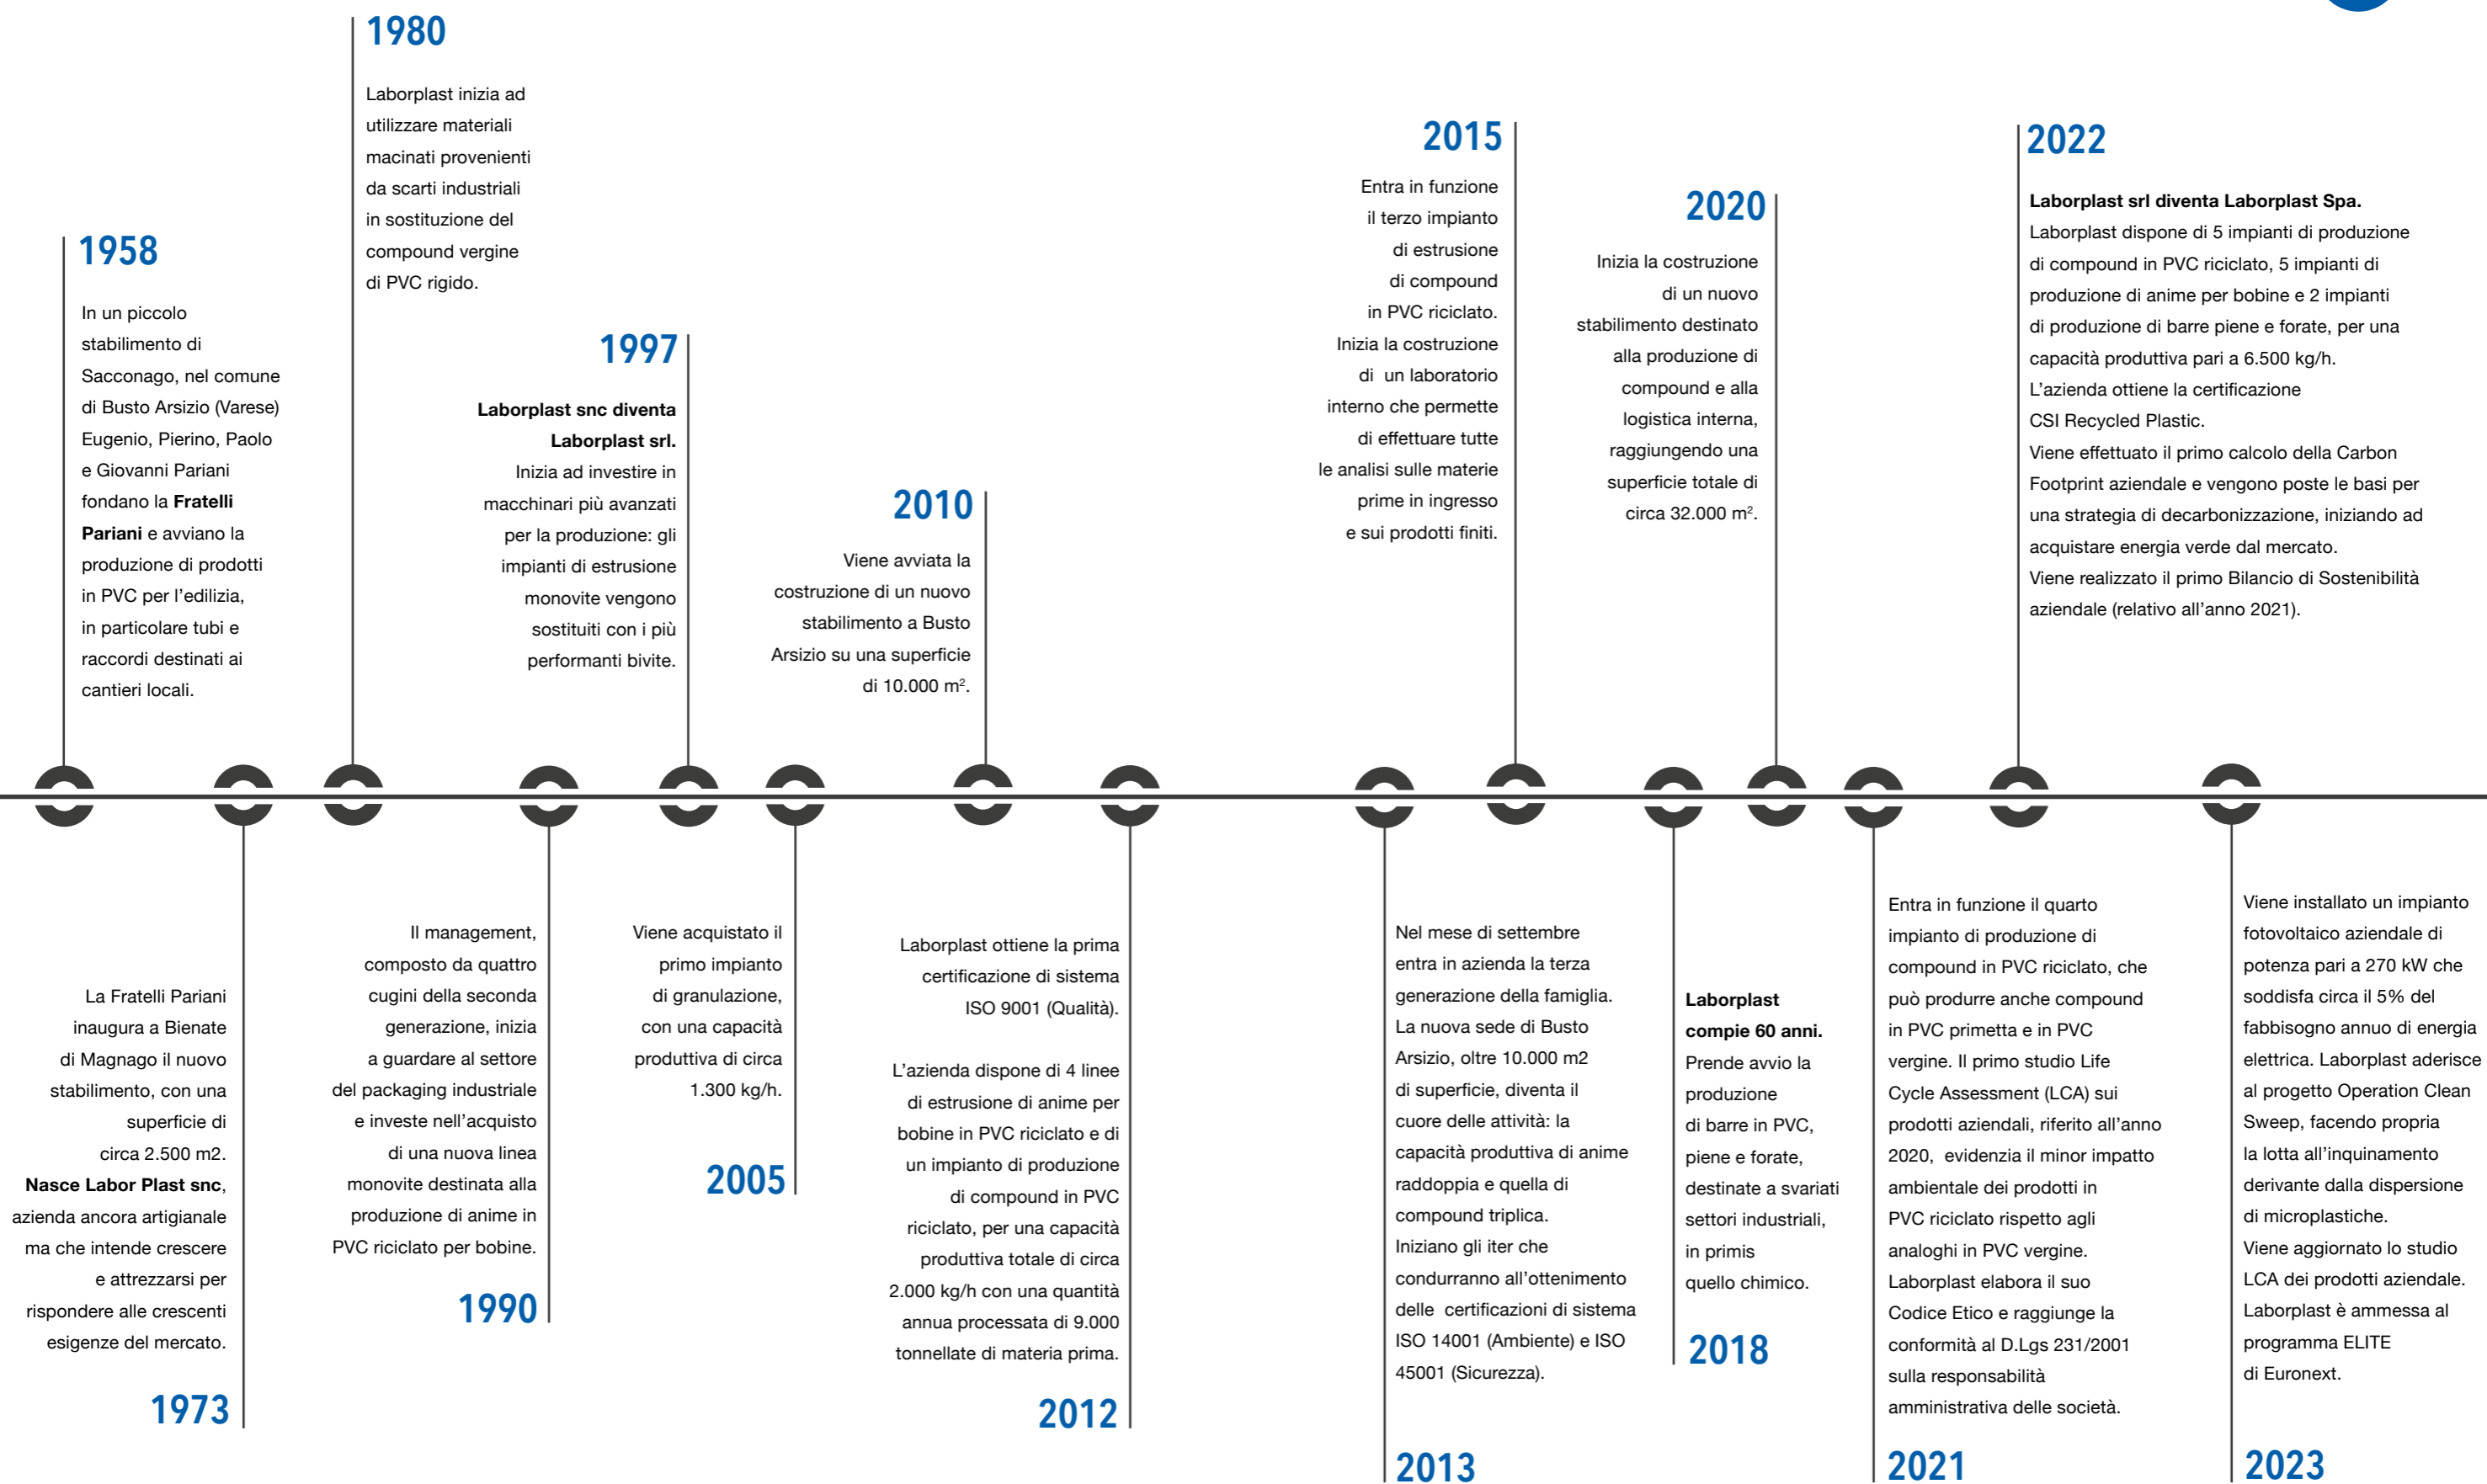 1958
In un piccolo
stabilimento di
Sacconago, nel comune
di Busto Arsizio (Varese)
Eugenio, Pierino, Paolo
e Giovanni Pariani
fondano la Fratelli
Pariani e avviano la
produzione di prodotti
in PVC per l'edilizia,
in particolare tubi e
raccordi destinati ai
cantieri locali.
La Fratelli Pariani
inaugura a Bienate
di Magnago il nuovo
stabilimento, con una
superficie di
circa 2.500 m2.
Nasce Labor Plast snc,
azienda ancora artigianale
ma che intende crescere
e attrezzarsi per
rispondere alle crescenti
esigenze del mercato.
1973
1980
Laborplast inizia ad
utilizzare materiali
macinati provenienti
da scarti industriali
in sostituzione del
compound vergine
di PVC rigido.
Il management,
composto da quattro
cugini della seconda
generazione, inizia
a guardare al settore
del packaging industriale
e investe nell'acquisto
di una nuova linea
monovite destinata alla
produzione di anime in
PVC riciclato per bobine.
1990
1997
Laborplast snc diventa
Laborplast srl.
Inizia ad investire in
macchinari più avanzati
per la produzione: gli
impianti di estrusione
monovite vengono
sostituiti con i più
performanti bivite.
Viene acquistato il
primo impianto
di granulazione,
con una capacità
produttiva di circa
1.300 kg/h.
2005
2010
Viene avviata la
costruzione di un nuovo
stabilimento a Busto
Arsizio su una superficie
di 10.000 m².
Laborplast ottiene la prima
certificazione di sistema
ISO 9001 (Qualità).
L'azienda dispone di 4 linee
di estrusione di anime per
bobine in PVC riciclato e di
un impianto di produzione
di compound in PVC
riciclato, per una capacità
produttiva totale di circa
2.000 kg/h con una quantità
annua processata di 9.000
tonnellate di materia prima.
2012
Nel mese di settembre
entra in azienda la terza
generazione della famiglia.
La nuova sede di Busto
Arsizio, oltre 10.000 m2
di superficie, diventa il
cuore delle attività: la
capacità produttiva di anime
raddoppia e quella di
compound triplica.
Iniziano gli iter che
condurranno all'ottenimento
delle certificazioni di sistema
ISO 14001 (Ambiente) e ISO
45001 (Sicurezza).
2013
2015
Entra in funzione
il terzo impianto
di estrusione
di compound
in PVC riciclato.
Inizia la costruzione
di un laboratorio
interno che permette
di effettuare tutte
le analisi sulle materie
prime in ingresso
e sui prodotti finiti.
Laborplast
compie 60 anni.
Prende avvio la
produzione
di barre in PVC,
piene e forate,
destinate a svariati
settori industriali,
in primis
quello chimico.
2018
2020
Inizia la costruzione
di un nuovo
stabilimento destinato
alla produzione di
compound e alla
logistica interna,
raggiungendo una
superficie totale di
circa 32.000 m².
Entra in funzione il quarto
impianto di produzione di
compound in PVC riciclato, che
può produrre anche compound
in PVC primetta e in PVC
vergine. Il primo studio Life
Cycle Assessment (LCA) sui
prodotti aziendali, riferito all'anno
2020, evidenzia il minor impatto
ambientale dei prodotti in
PVC riciclato rispetto agli
analoghi in PVC vergine.
Laborplast elabora il suo
Codice Etico e raggiunge la
conformità al D.Lgs 231/2001
sulla responsabilità
amministrativa delle società.
2021
2022
Laborplast srl diventa Laborplast Spa.
Laborplast dispone di 5 impianti di produzione
di compound in PVC riciclato, 5 impianti di
produzione di anime per bobine e 2 impianti
di produzione di barre piene e forate, per una
capacità produttiva pari a 6.500 kg/h.
L'azienda ottiene la certificazione
CSI Recycled Plastic.
Viene effettuato il primo calcolo della Carbon
Footprint aziendale e vengono poste le basi per
una strategia di decarbonizzazione, iniziando ad
acquistare energia verde dal mercato.
Viene realizzato il primo Bilancio di Sostenibilità
aziendale (relativo all'anno 2021).
Viene installato un impianto
fotovoltaico aziendale di
potenza pari a 270 kW che
soddisfa circa il 5% del
fabbisogno annuo di energia
elettrica. Laborplast aderisce
al progetto Operation Clean
Sweep, facendo propria
la lotta all'inquinamento
derivante dalla dispersione
di microplastiche.
Viene aggiornato lo studio
LCA dei prodotti aziendale.
Laborplast è ammessa al
programma ELITE
di Euronext.
2023